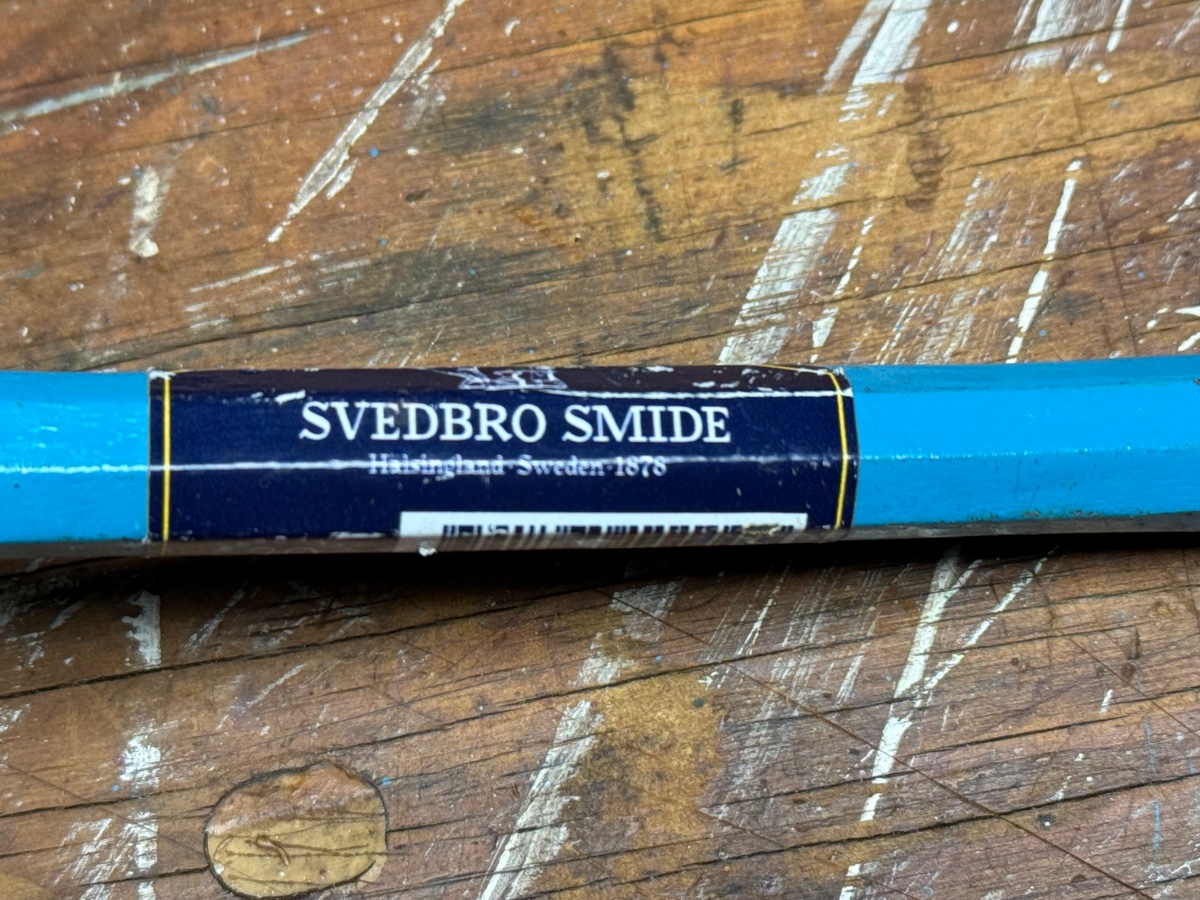 SVEDBRO SMIDE
Hälsingland · Sweden · 1878